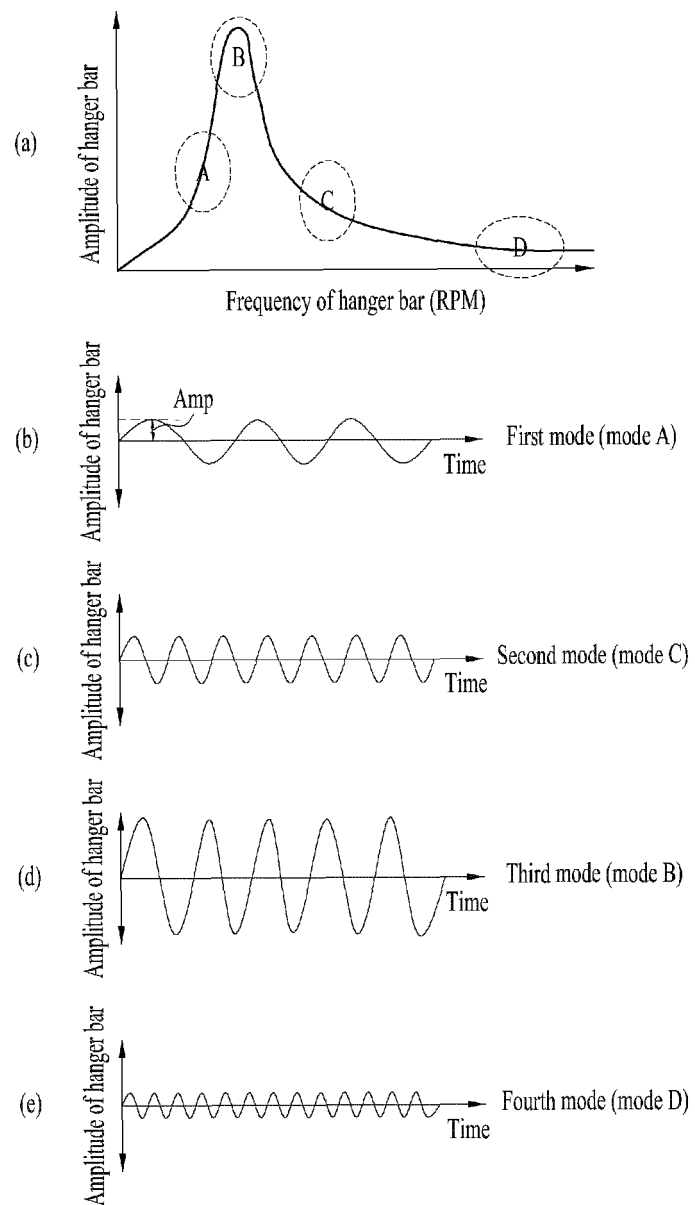 (a)
Amplitude of hanger bar
A
B
C
D
Frequency of hanger bar (RPM)
(b)
Amplitude of hanger bar
Amp
Time
First mode (mode A)
(c)
Amplitude of hanger bar
Time
Second mode (mode C)
(d)
Amplitude of hanger bar
Time
Third mode (mode B)
(e)
Amplitude of hanger bar
Time
Fourth mode (mode D)